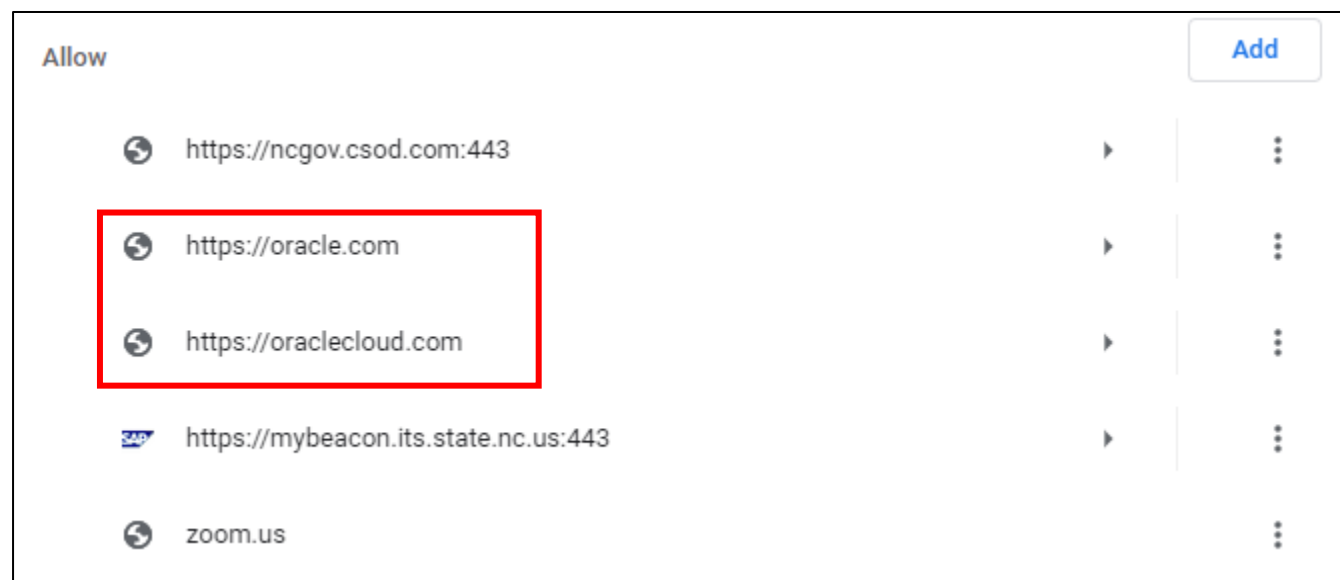 Allow
Add
https://ncgov.csod.com:443
https://oracle.com
https://oraclecloud.com
SAP
https://mybeacon.its.state.nc.us:443
zoom.us